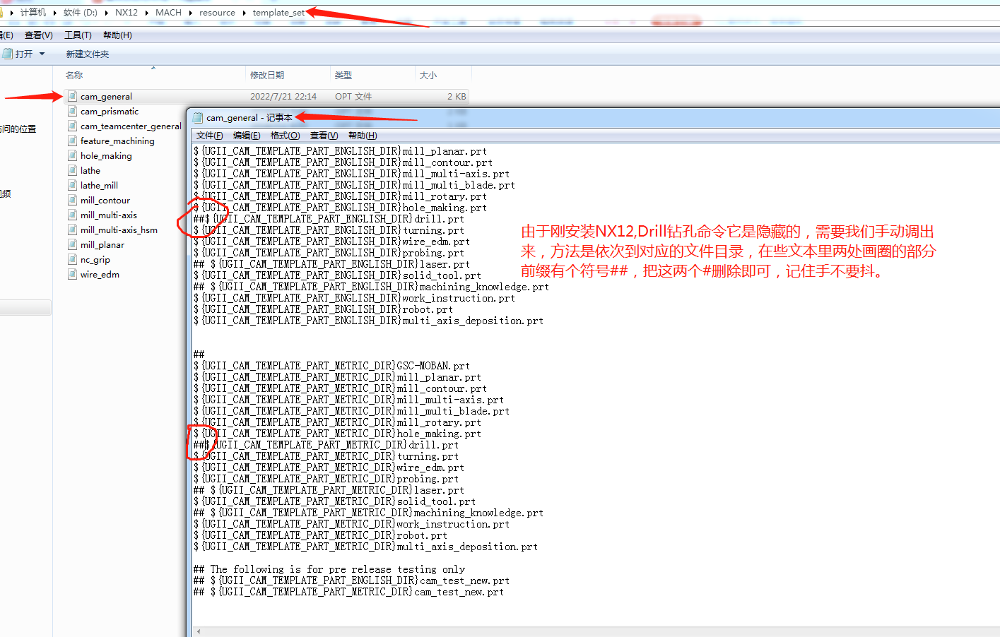 计算机 ▸ 软件 (D:) ▸ NX12 ▸ MACH ▸ resource ▸ template_set
(E) 查看(V) 工具(T) 帮助(H)
打开 新建文件夹
名称 修改日期 类型 大小
cam_general 2022/7/21 22:14 OPT 文件 2 KB
cam_prismatic
cam_teamcenter_general
feature_machining
hole_making
lathe
lathe_mill
mill_contour
mill_multi-axis
mill_multi-axis_hsm
mill_planar
nc_grip
wire_edm
问的位置
视频
cam_general - 记事本
文件(F) 编辑(E) 格式(O) 查看(V) 帮助(H)
${UGII_CAM_TEMPLATE_PART_ENGLISH_DIR}mill_planar.prt
${UGII_CAM_TEMPLATE_PART_ENGLISH_DIR}mill_contour.prt
${UGII_CAM_TEMPLATE_PART_ENGLISH_DIR}mill_multi-axis.prt
${UGII_CAM_TEMPLATE_PART_ENGLISH_DIR}mill_multi_blade.prt
${UGII_CAM_TEMPLATE_PART_ENGLISH_DIR}mill_rotary.prt
${UGII_CAM_TEMPLATE_PART_ENGLISH_DIR}hole_making.prt
##${UGII_CAM_TEMPLATE_PART_ENGLISH_DIR}drill.prt
${UGII_CAM_TEMPLATE_PART_ENGLISH_DIR}turning.prt
${UGII_CAM_TEMPLATE_PART_ENGLISH_DIR}wire_edm.prt
${UGII_CAM_TEMPLATE_PART_ENGLISH_DIR}probing.prt
## ${UGII_CAM_TEMPLATE_PART_ENGLISH_DIR}laser.prt
${UGII_CAM_TEMPLATE_PART_ENGLISH_DIR}solid_tool.prt
## ${UGII_CAM_TEMPLATE_PART_ENGLISH_DIR}machining_knowledge.prt
${UGII_CAM_TEMPLATE_PART_ENGLISH_DIR}work_instruction.prt
${UGII_CAM_TEMPLATE_PART_ENGLISH_DIR}robot.prt
${UGII_CAM_TEMPLATE_PART_ENGLISH_DIR}multi_axis_deposition.prt
##
${UGII_CAM_TEMPLATE_PART_METRIC_DIR}GSC-MOBAN.prt
${UGII_CAM_TEMPLATE_PART_METRIC_DIR}mill_planar.prt
${UGII_CAM_TEMPLATE_PART_METRIC_DIR}mill_contour.prt
${UGII_CAM_TEMPLATE_PART_METRIC_DIR}mill_multi-axis.prt
${UGII_CAM_TEMPLATE_PART_METRIC_DIR}mill_multi_blade.prt
${UGII_CAM_TEMPLATE_PART_METRIC_DIR}mill_rotary.prt
${UGII_CAM_TEMPLATE_PART_METRIC_DIR}hole_making.prt
##${UGII_CAM_TEMPLATE_PART_METRIC_DIR}drill.prt
${UGII_CAM_TEMPLATE_PART_METRIC_DIR}turning.prt
${UGII_CAM_TEMPLATE_PART_METRIC_DIR}wire_edm.prt
${UGII_CAM_TEMPLATE_PART_METRIC_DIR}probing.prt
## ${UGII_CAM_TEMPLATE_PART_METRIC_DIR}laser.prt
${UGII_CAM_TEMPLATE_PART_METRIC_DIR}solid_tool.prt
## ${UGII_CAM_TEMPLATE_PART_METRIC_DIR}machining_knowledge.prt
${UGII_CAM_TEMPLATE_PART_METRIC_DIR}work_instruction.prt
${UGII_CAM_TEMPLATE_PART_METRIC_DIR}robot.prt
${UGII_CAM_TEMPLATE_PART_METRIC_DIR}multi_axis_deposition.prt
## The following is for pre release testing only
## ${UGII_CAM_TEMPLATE_PART_ENGLISH_DIR}cam_test_new.prt
## ${UGII_CAM_TEMPLATE_PART_METRIC_DIR}cam_test_new.prt
由于刚安装NX12,Drill钻孔命令它是隐藏的，需要我们手动调出
来，方法是依次到对应的文件目录，在些文本里两处画圈的部分
前缀有个符号##，把这两个#删除即可，记住手不要抖。